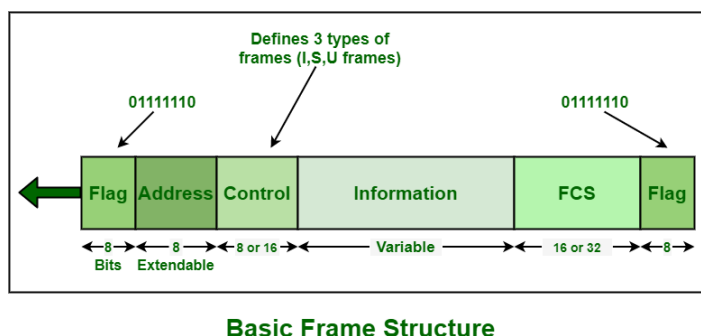 Defines 3 types of
frames (I,S,U frames)
01111110
01111110
Flag
Address
Control
Information
FCS
Flag
8
Bits
8
Extendable
8 or 16
Variable
16 or 32
8
Basic Frame Structure